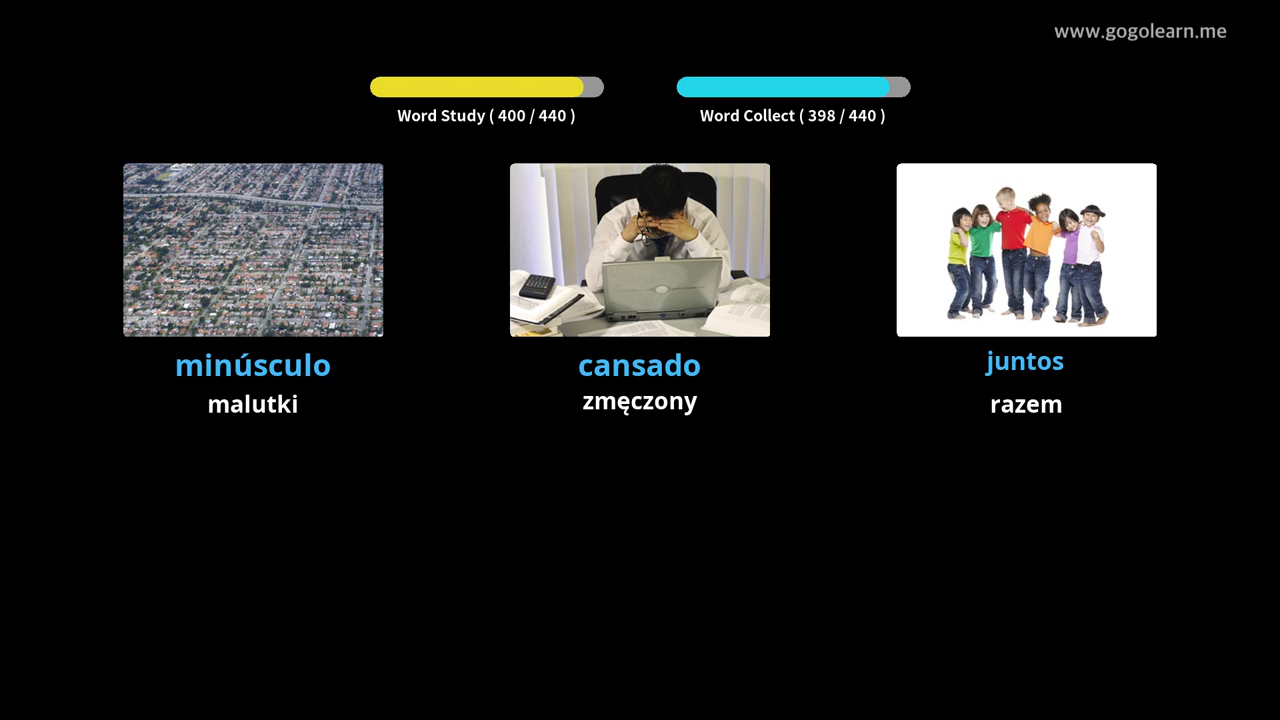 www.gogolearn.me
Word Study ( 400 / 440 )
Word Collect ( 398 / 440 )
minúsculo
malutki
cansado
zmęczony
juntos
razem